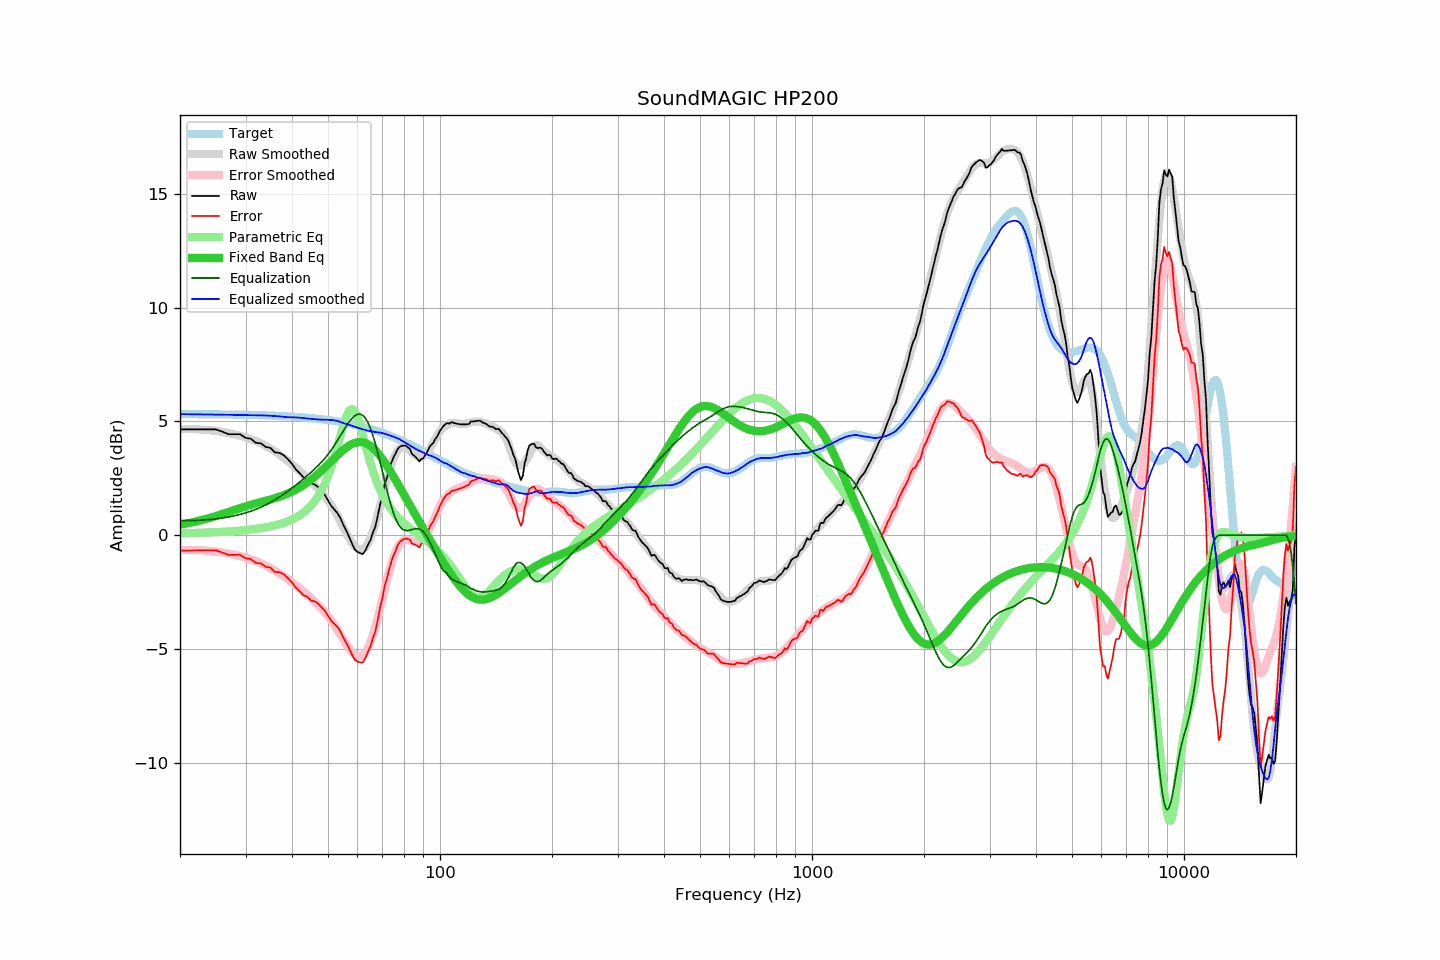 SoundMAGIC HP200
Target
Raw Smoothed
Error Smoothed
Raw
Error
Parametric Eq
Fixed Band Eq
Equalization
Equalized smoothed
Amplitude (dBr)
15
10
5
0
−5
−10
100
1000
10000
Frequency (Hz)